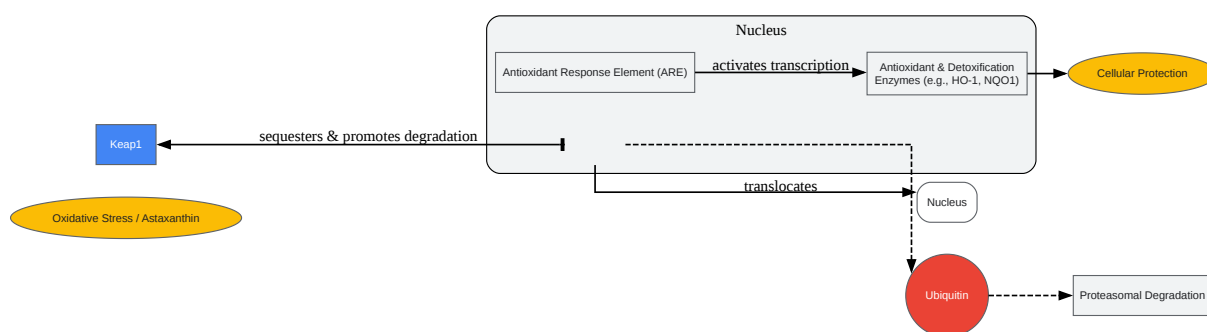 Nucleus
Antioxidant Response Element (ARE)
activates transcription
Antioxidant & Detoxification
Enzymes (e.g., HO-1, NQO1)
Cellular Protection
Keap1
sequesters & promotes degradation
translocates
Nucleus
Oxidative Stress / Astaxanthin
Ubiquitin
Proteasomal Degradation